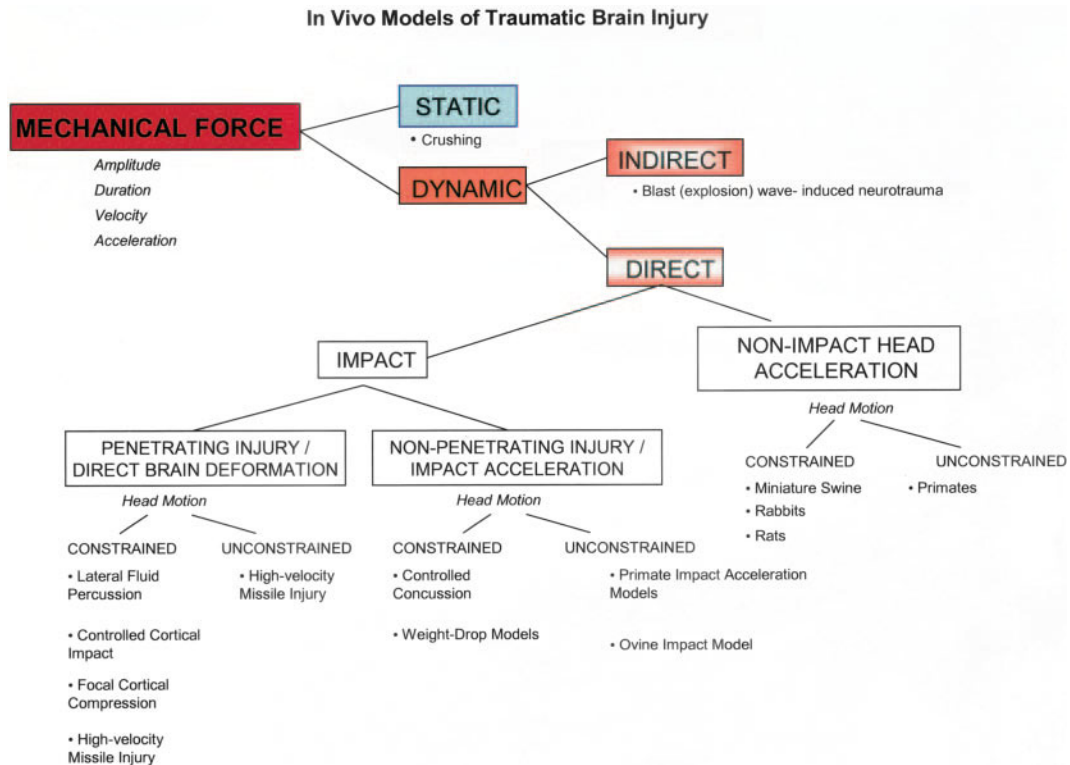 In Vivo Models of Traumatic Brain Injury
MECHANICAL FORCE
Amplitude
Duration
Velocity
Acceleration
STATIC
• Crushing
DYNAMIC
INDIRECT
• Blast (explosion) wave- induced neurotrauma
DIRECT
IMPACT
NON-IMPACT HEAD
ACCELERATION
Head Motion
CONSTRAINED
• Miniature Swine
• Rabbits
• Rats
UNCONSTRAINED
• Primates
PENETRATING INJURY /
DIRECT BRAIN DEFORMATION
Head Motion
CONSTRAINED
• Lateral Fluid
Percussion
• Controlled Cortical
Impact
• Focal Cortical
Compression
• High-velocity
Missile Injury
UNCONSTRAINED
• High-velocity
Missile Injury
NON-PENETRATING INJURY /
IMPACT ACCELERATION
Head Motion
CONSTRAINED
• Controlled
Concussion
• Weight-Drop Models
UNCONSTRAINED
• Primate Impact Acceleration
Models
• Ovine Impact Model